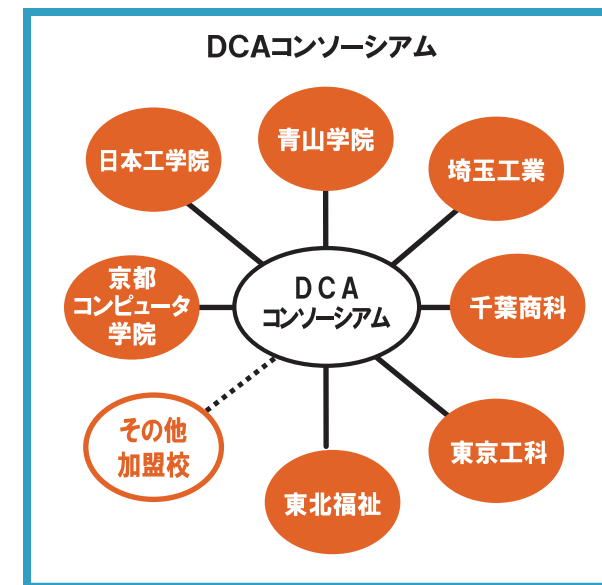 DCAコンソーシアム
青山学院
日本工学院
埼玉工業
京都
コンピュータ
学院
DCA
コンソーシアム
千葉商科
その他
加盟校
東京工科
東北福祉